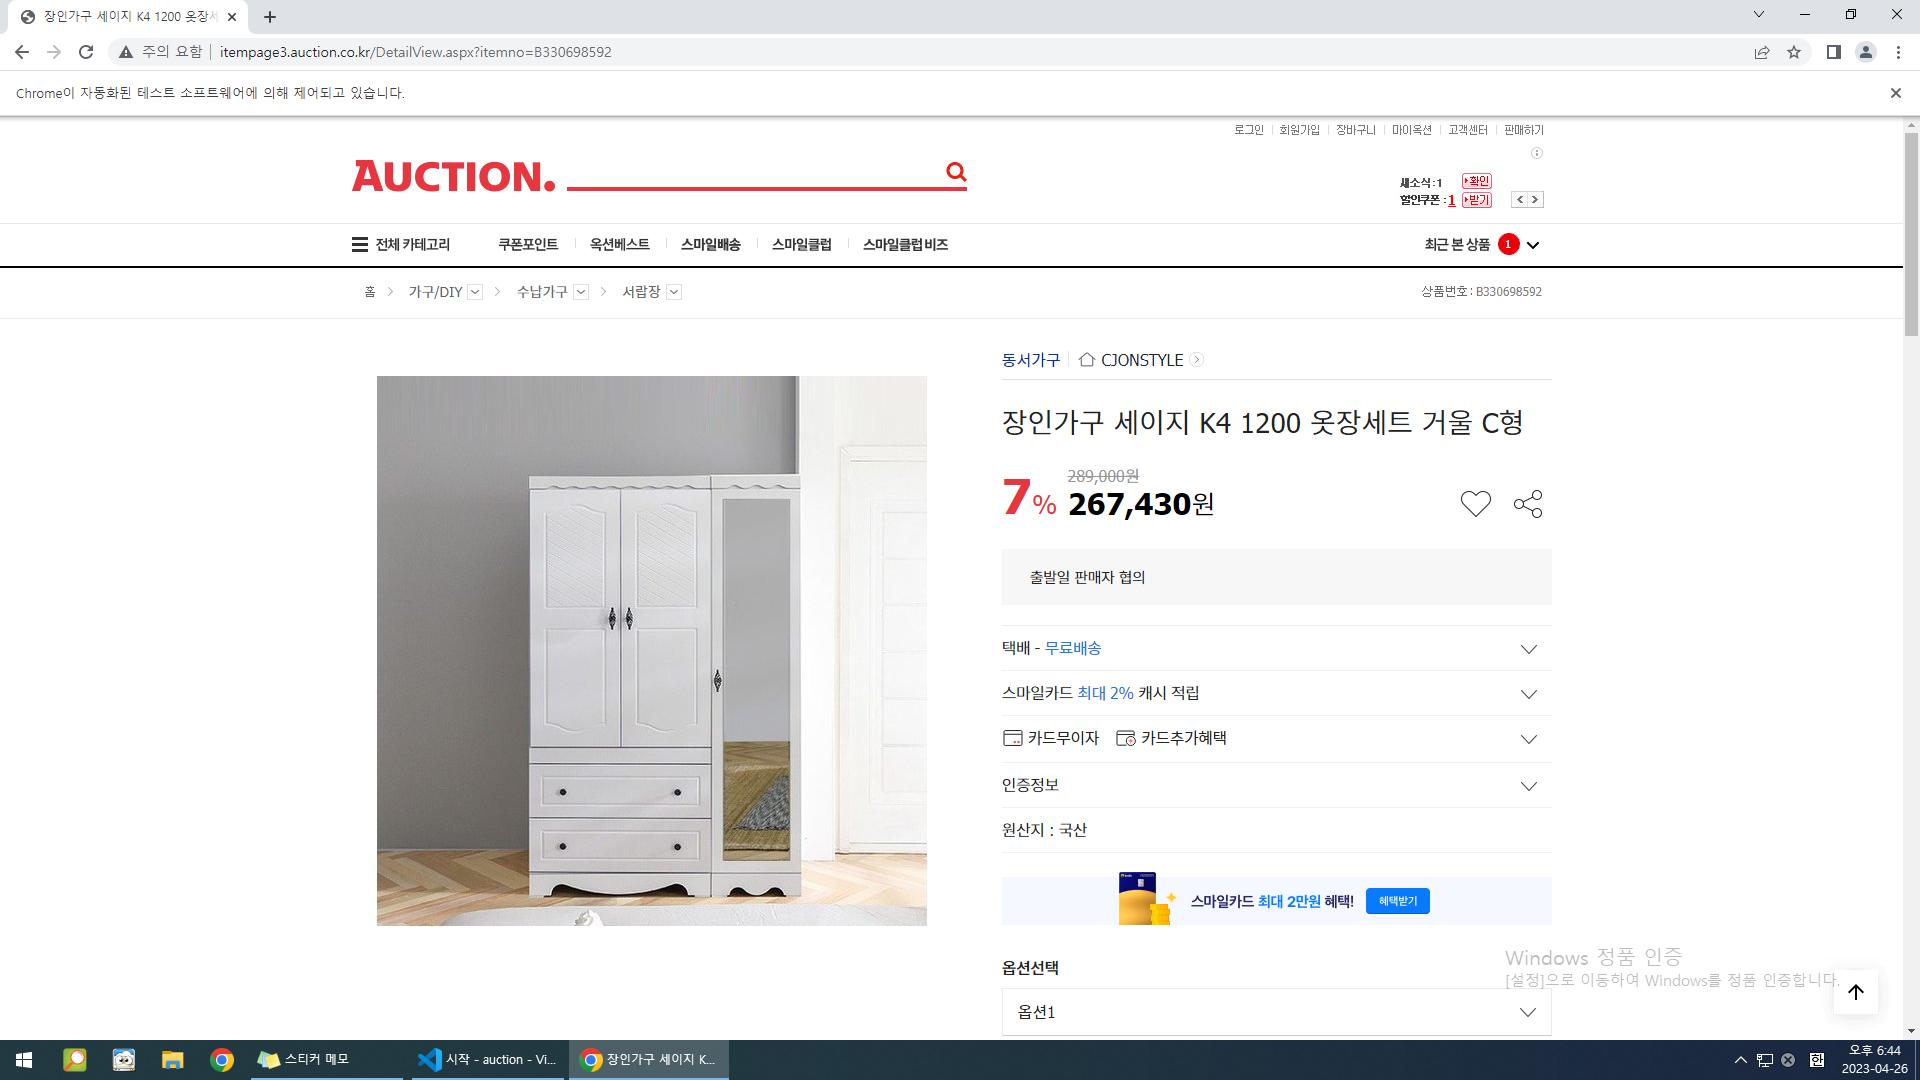 장인가구 세이지 K4 1200 옷장세
주의 요함
itempage3.auction.co.kr/DetailView.aspx?itemno=B330698592
Chrome이 자동화된 테스트 소프트웨어에 의해 제어되고 있습니다.
로그인 회원가입 장바구니 마이옥션 고객센터 판매하기
AUCTION.
새소식 : 1 확인
할인쿠폰 : 1 받기
전체 카테고리 쿠폰포인트 옥션베스트 스마일배송 스마일클럽 스마일클럽 비즈 최근 본 상품 1
홈 가구/DIY 수납가구 서랍장 상품번호 : B330698592
동서가구 CJONSTYLE
장인가구 세이지 K4 1200 옷장세트 거울 C형
289,000원
7% 267,430원
출발일 판매자 협의
택배 - 무료배송
스마일카드 최대 2% 캐시 적립
카드무이자 카드추가혜택
인증정보
원산지 : 국산
스마일카드 최대 2만원 혜택! 혜택받기
옵션선택
옵션1
Windows 정품 인증
[설정]으로 이동하여 Windows를 정품 인증합니다.
스티커 메모
시작 - auction - Vi...
장인가구 세이지 K...
한
오후 6:44
2023-04-26